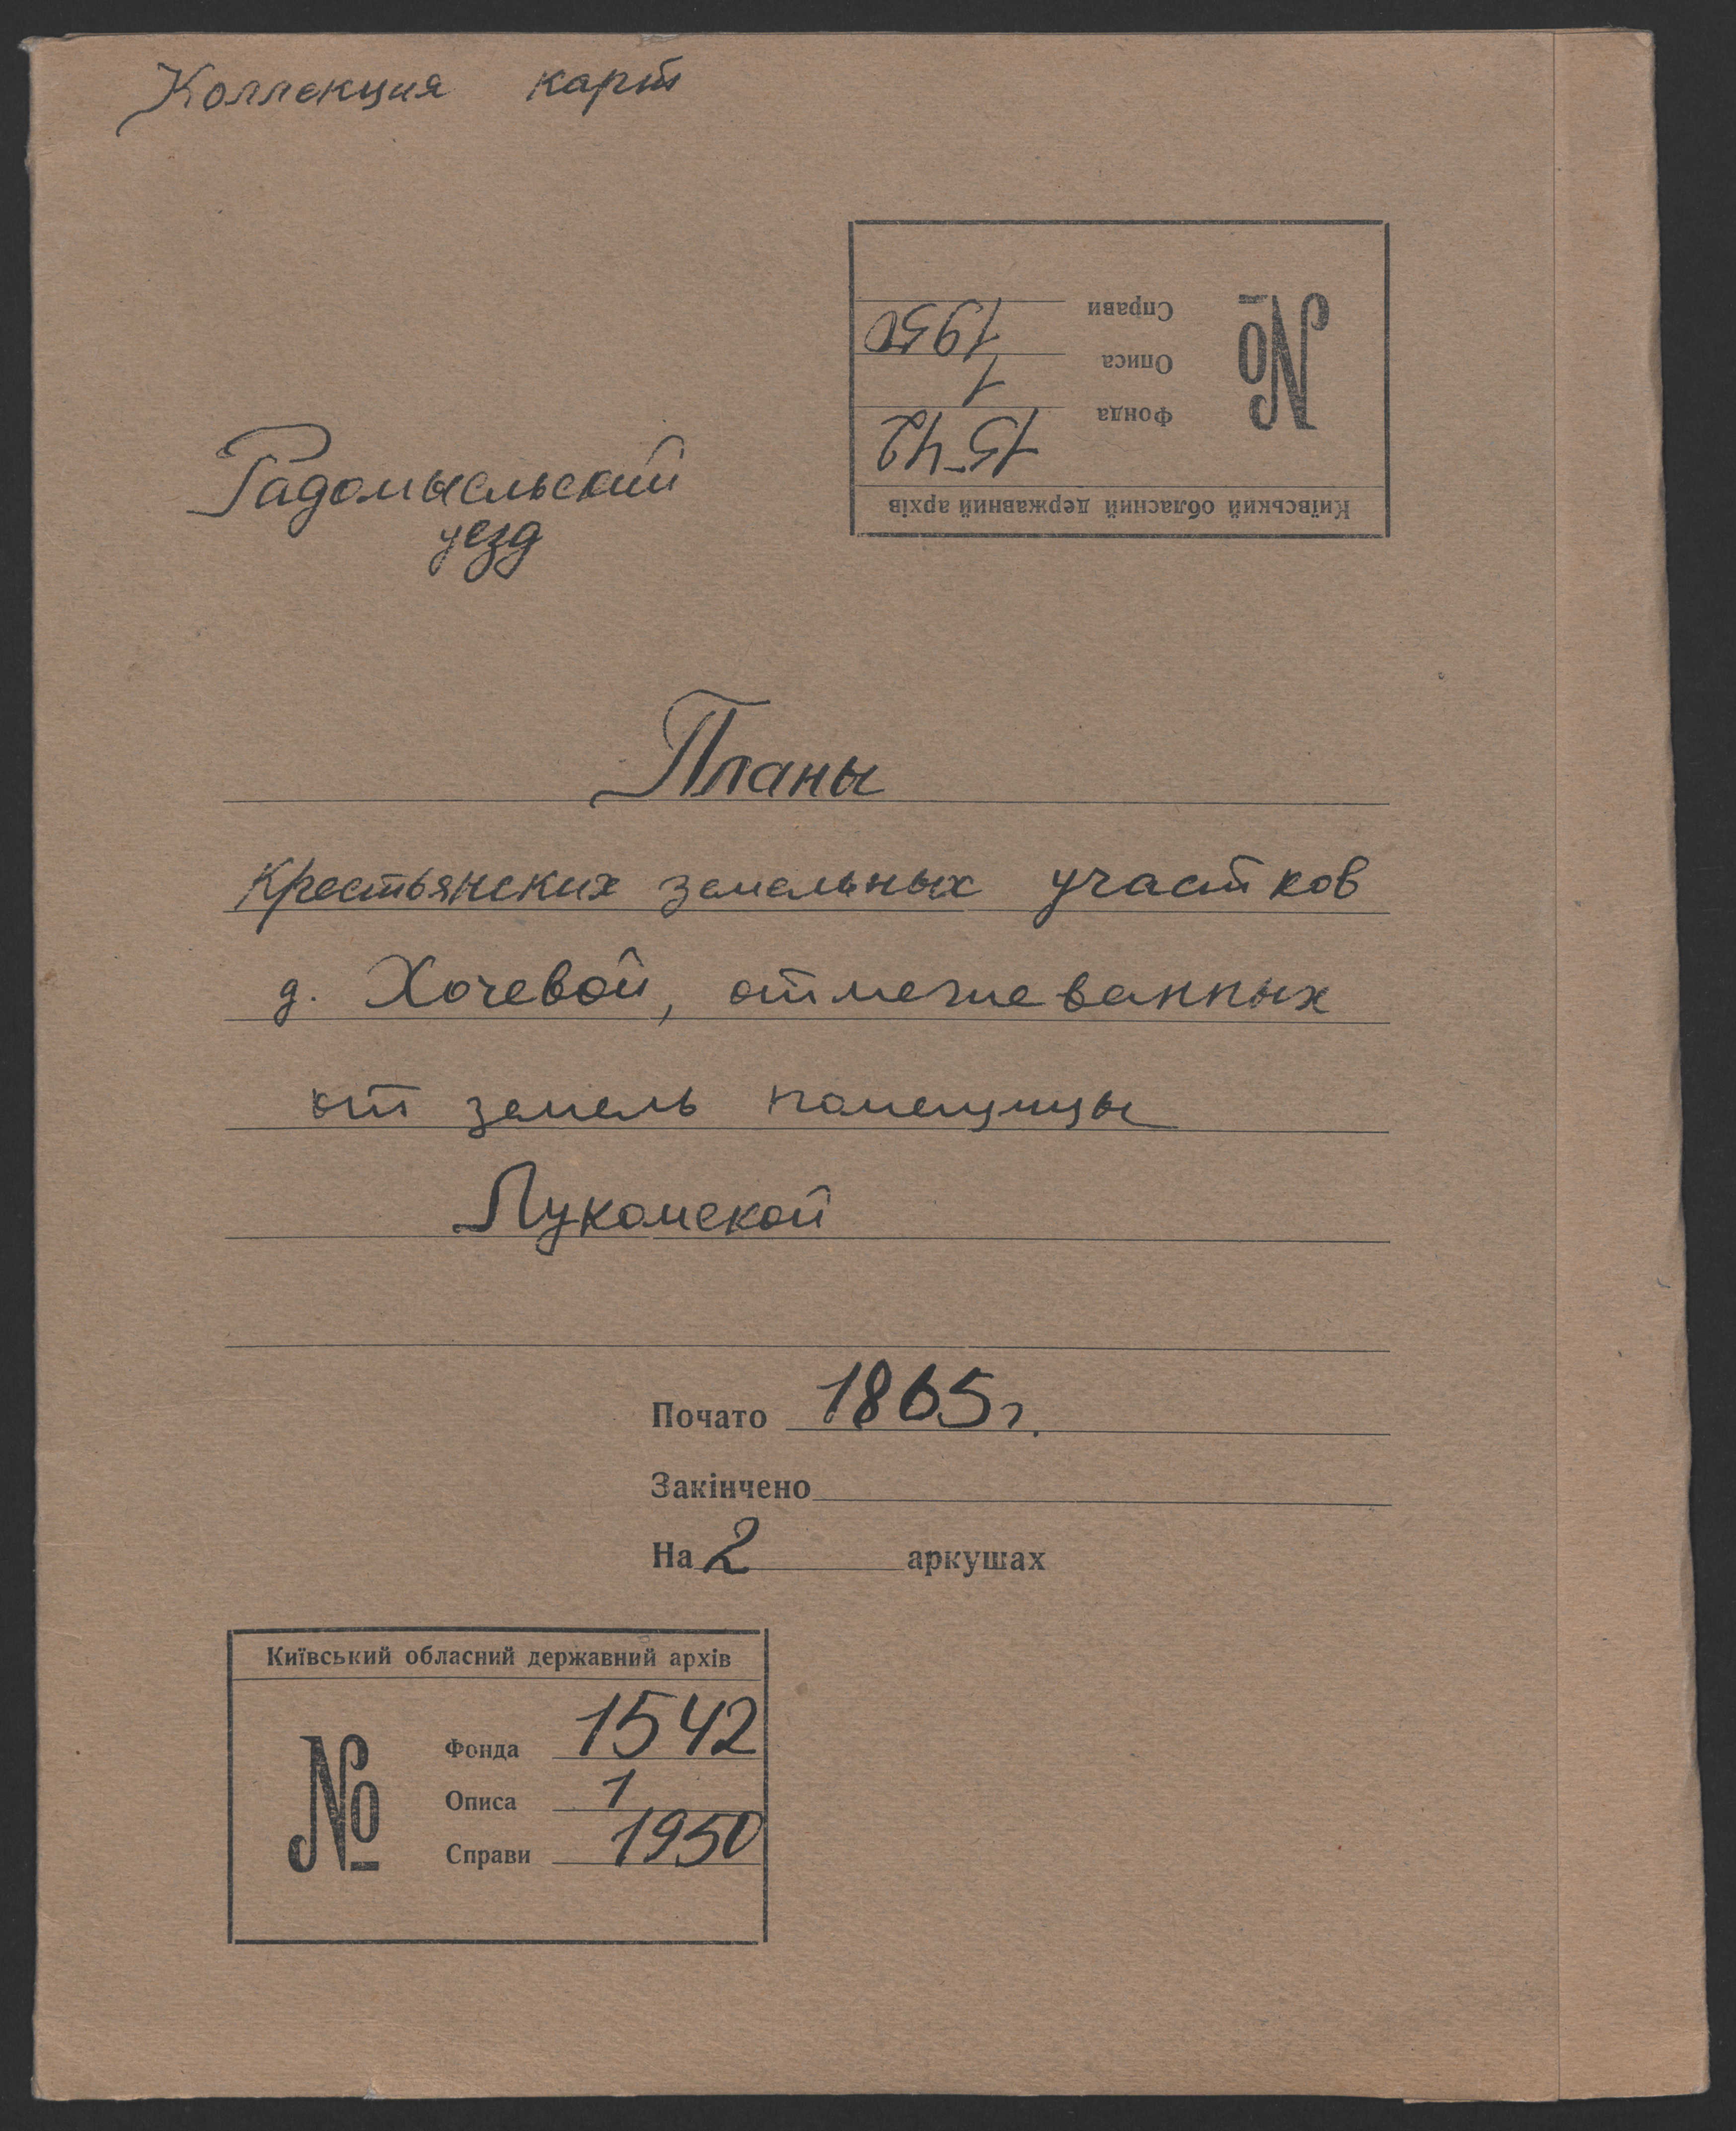 Коллекция карт
Справи 1950
Описа 1
Фонда 1542
Київський обласний державний архів
№
Радомысльский
уезд
Планы
крестьянских земельных участков
д. Хочевой, отмежеванных
от земель помещицы
Лукомской
Почато 1865 г.
Закінчено
На 2 аркушах
Київський обласний державний архів
№
Фонда 1542
Описа 1
Справи 1950